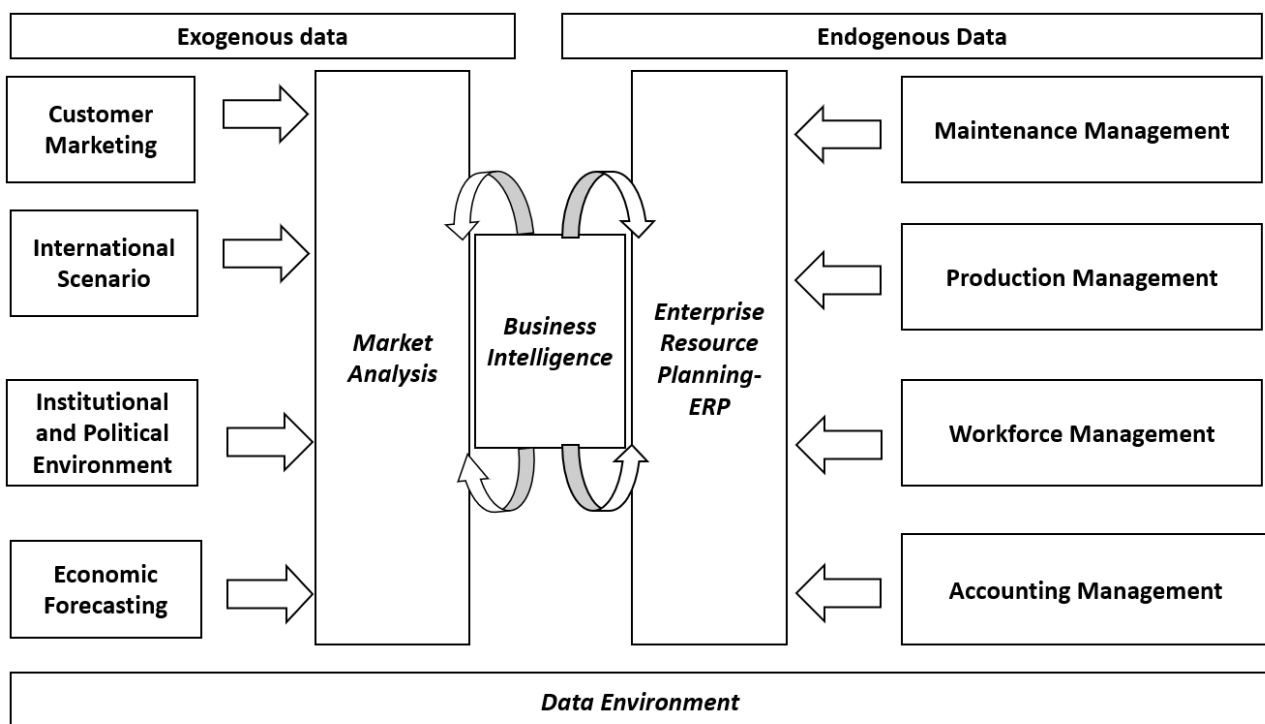 Exogenous data
Endogenous Data
Customer
Marketing
International
Scenario
Institutional
and Political
Environment
Economic
Forecasting
Market
Analysis
Business
Intelligence
Enterprise
Resource
Planning-
ERP
Maintenance Management
Production Management
Workforce Management
Accounting Management
Data Environment